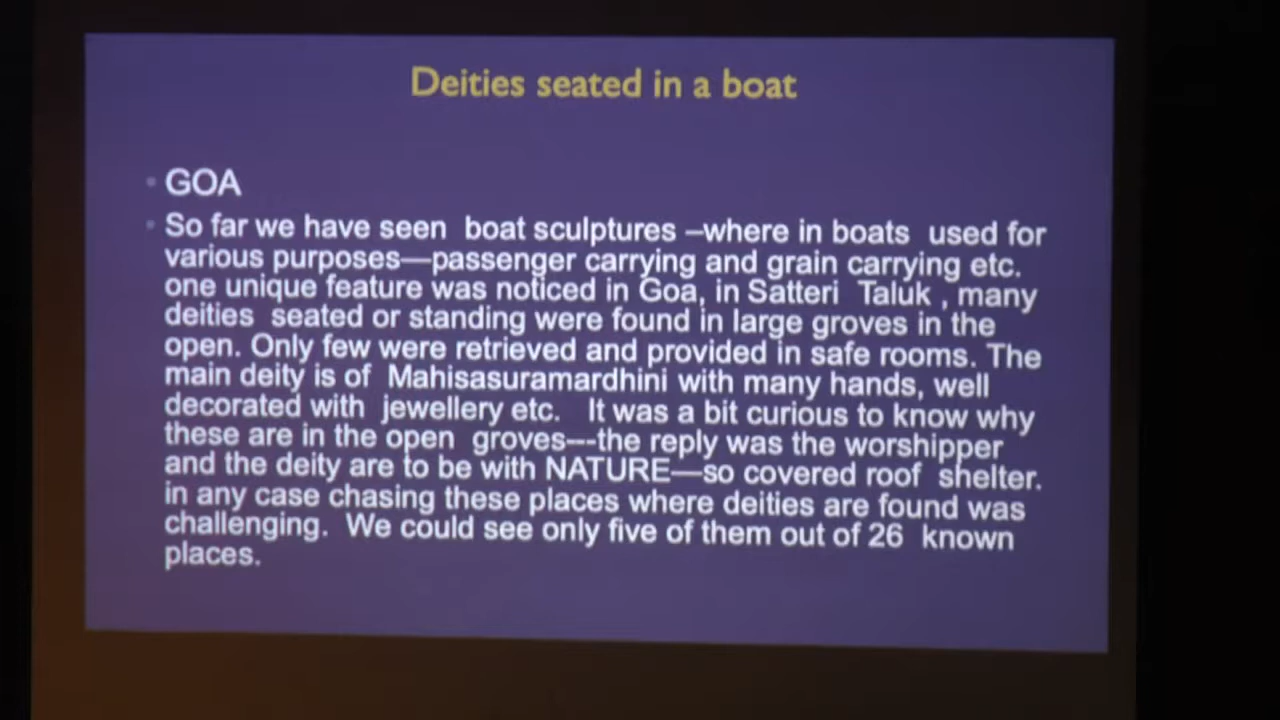 Deities seated in a boat
• GOA
• So far we have seen boat sculptures –where in boats used for
various purposes—passenger carrying and grain carrying etc.
one unique feature was noticed in Goa, in Satteri Taluk , many
deities seated or standing were found in large groves in the
open. Only few were retrieved and provided in safe rooms. The
main deity is of Mahisasuramardhini with many hands, well
decorated with jewellery etc. It was a bit curious to know why
these are in the open groves---the reply was the worshipper
and the deity are to be with NATURE—so covered roof shelter.
in any case chasing these places where deities are found was
challenging. We could see only five of them out of 26 known
places.